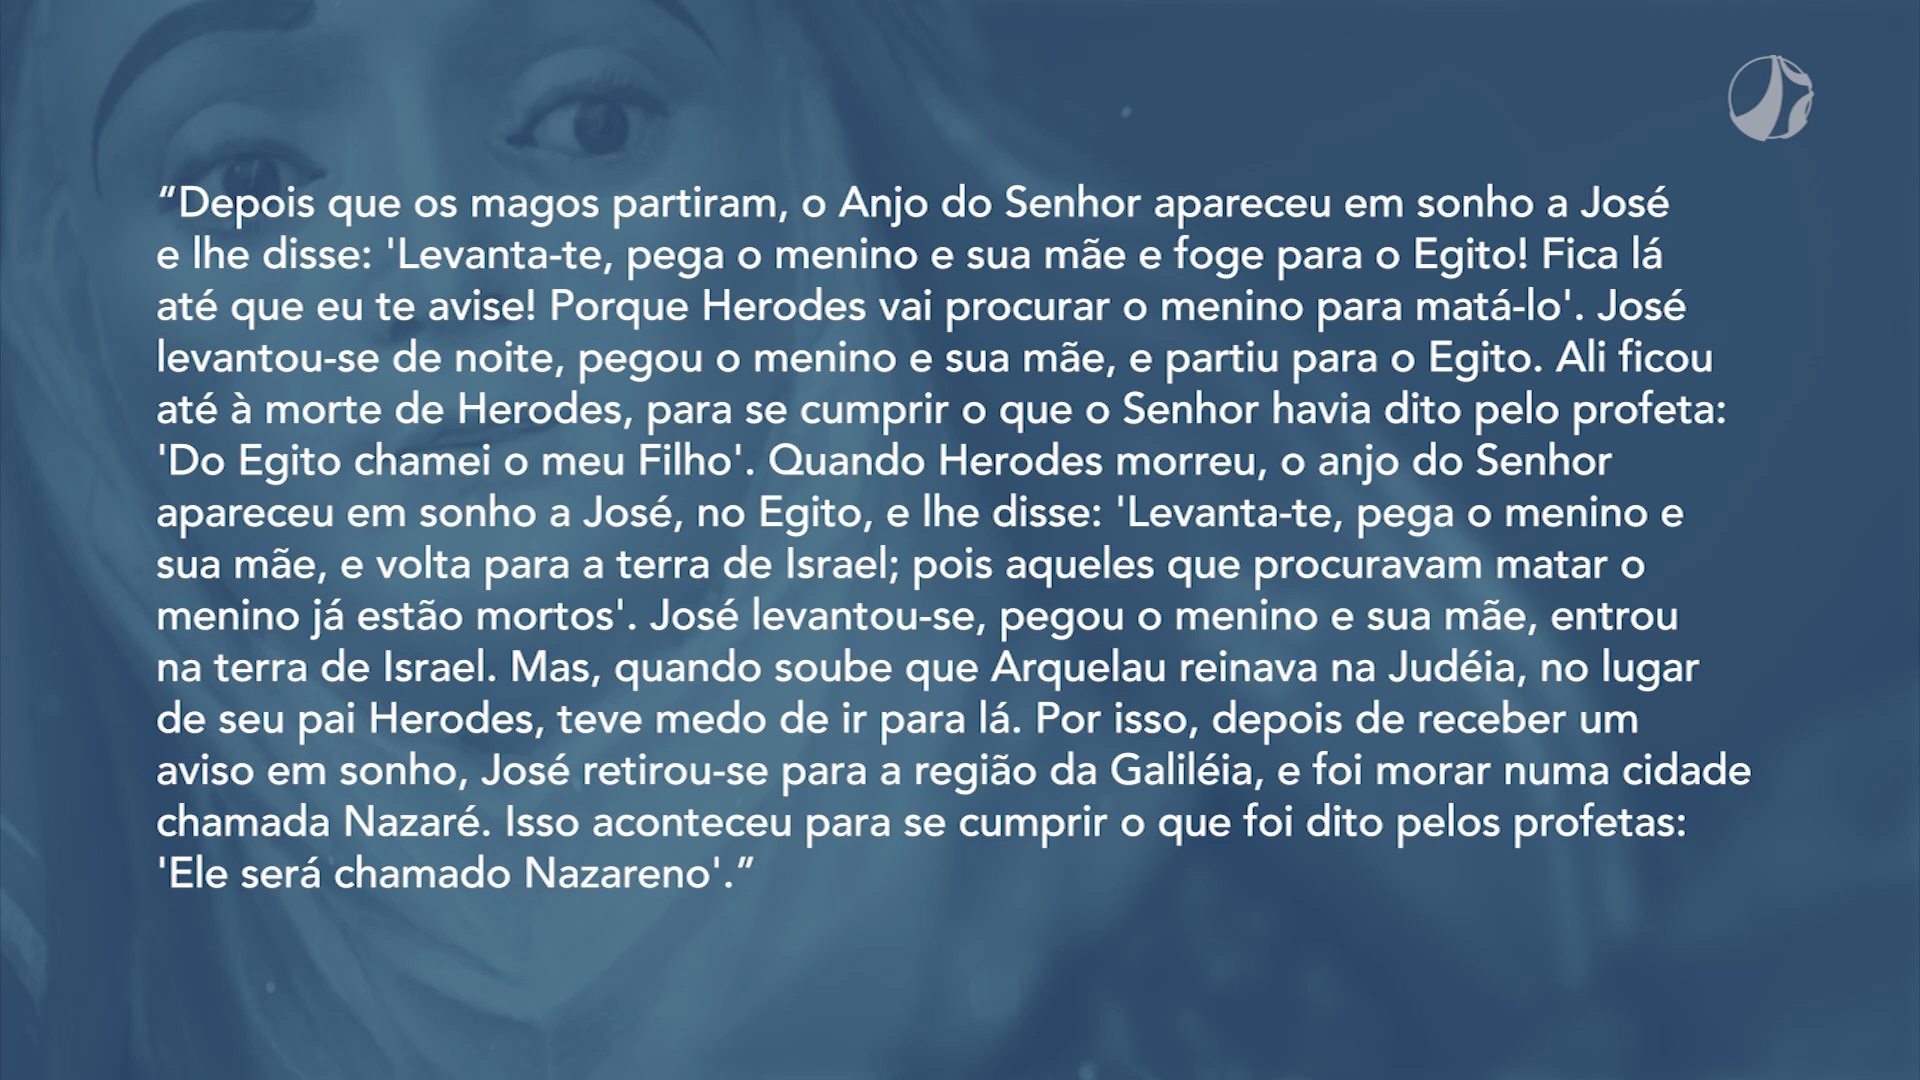 “Depois que os magos partiram, o Anjo do Senhor apareceu em sonho a José
e lhe disse: 'Levanta-te, pega o menino e sua mãe e foge para o Egito! Fica lá
até que eu te avise! Porque Herodes vai procurar o menino para matá-lo'. José
levantou-se de noite, pegou o menino e sua mãe, e partiu para o Egito. Ali ficou
até à morte de Herodes, para se cumprir o que o Senhor havia dito pelo profeta:
'Do Egito chamei o meu Filho'. Quando Herodes morreu, o anjo do Senhor
apareceu em sonho a José, no Egito, e lhe disse: 'Levanta-te, pega o menino e
sua mãe, e volta para a terra de Israel; pois aqueles que procuravam matar o
menino já estão mortos'. José levantou-se, pegou o menino e sua mãe, entrou
na terra de Israel. Mas, quando soube que Arquelau reinava na Judéia, no lugar
de seu pai Herodes, teve medo de ir para lá. Por isso, depois de receber um
aviso em sonho, José retirou-se para a região da Galiléia, e foi morar numa cidade
chamada Nazaré. Isso aconteceu para se cumprir o que foi dito pelos profetas:
'Ele será chamado Nazareno'.”